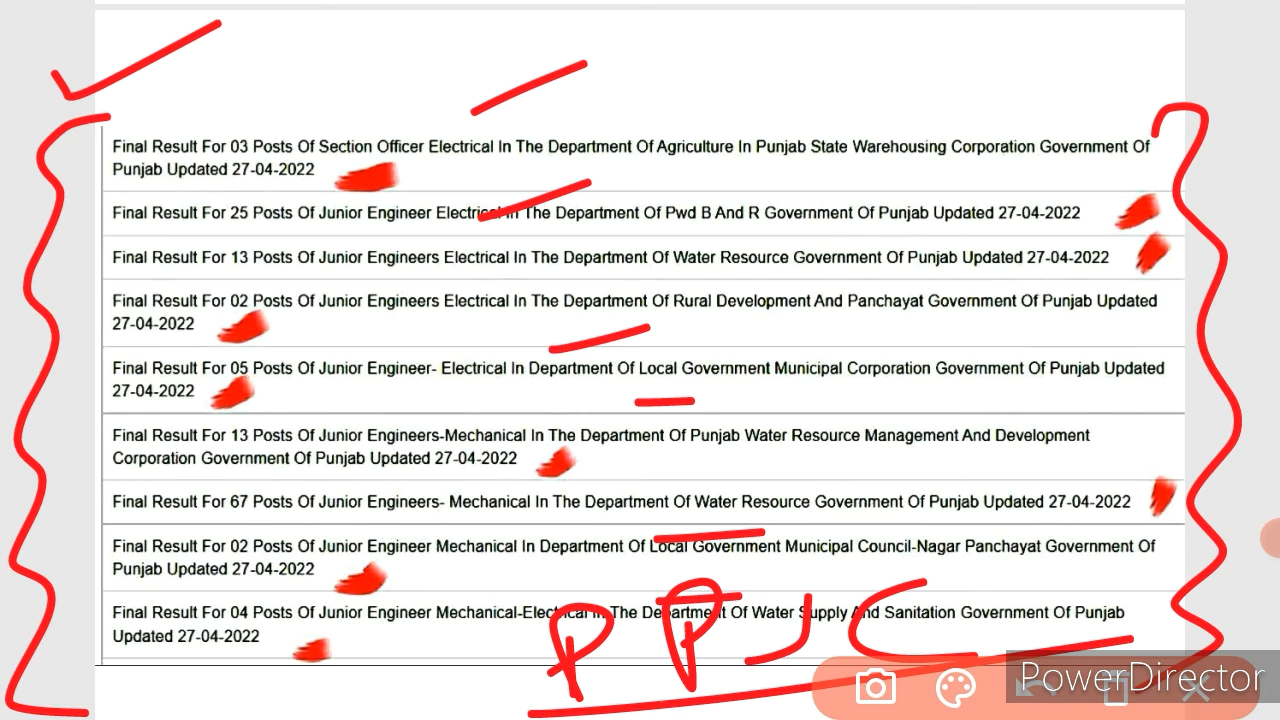 Final Result For 03 Posts Of Section Officer Electrical In The Department Of Agriculture In Punjab State Warehousing Corporation Government Of
Punjab Updated 27-04-2022
Final Result For 25 Posts Of Junior Engineer Electrical In The Department Of Pwd B And R Government Of Punjab Updated 27-04-2022
Final Result For 13 Posts Of Junior Engineers Electrical In The Department Of Water Resource Government Of Punjab Updated 27-04-2022
Final Result For 02 Posts Of Junior Engineers Electrical In The Department Of Rural Development And Panchayat Government Of Punjab Updated
27-04-2022
Final Result For 05 Posts Of Junior Engineer- Electrical In Department Of Local Government Municipal Corporation Government Of Punjab Updated
27-04-2022
Final Result For 13 Posts Of Junior Engineers-Mechanical In The Department Of Punjab Water Resource Management And Development
Corporation Government Of Punjab Updated 27-04-2022
Final Result For 67 Posts Of Junior Engineers- Mechanical In The Department Of Water Resource Government Of Punjab Updated 27-04-2022
Final Result For 02 Posts Of Junior Engineer Mechanical In Department Of Local Government Municipal Council-Nagar Panchayat Government Of
Punjab Updated 27-04-2022
Final Result For 04 Posts Of Junior Engineer Mechanical-Electrical In The Department Of Water Supply And Sanitation Government Of Punjab
Updated 27-04-2022
PPSC
PowerDirector